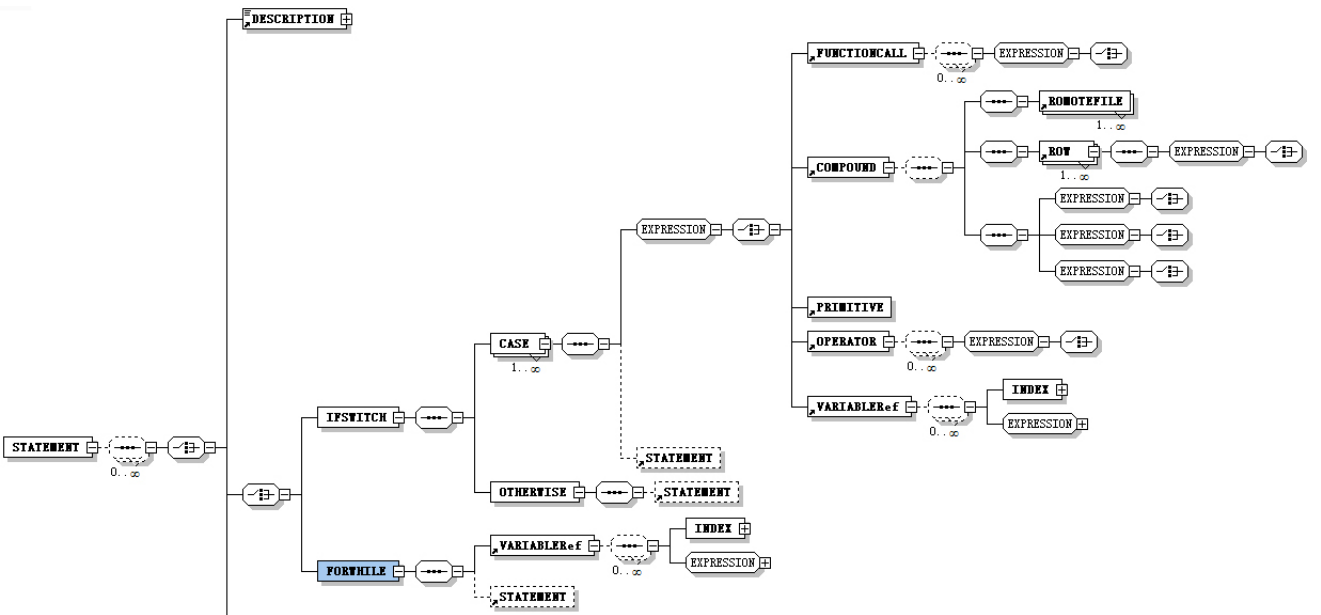 DESCRIPTION
FUNCTIONCALL
EXPRESSION
0..∞
ROMOTEFILE
1..∞
COMPOUND
ROW
EXPRESSION
1..∞
EXPRESSION
EXPRESSION
EXPRESSION
EXPRESSION
PRIMITIVE
CASE
OPERATOR
EXPRESSION
1..∞
0..∞
INDEX
VARIABLERef
EXPRESSION
0..∞
IFSWITCH
STATEMENT
0..∞
STATEMENT
OTHERWISE
STATEMENT
INDEX
VARIABLERef
EXPRESSION
0..∞
FORWHILE
STATEMENT